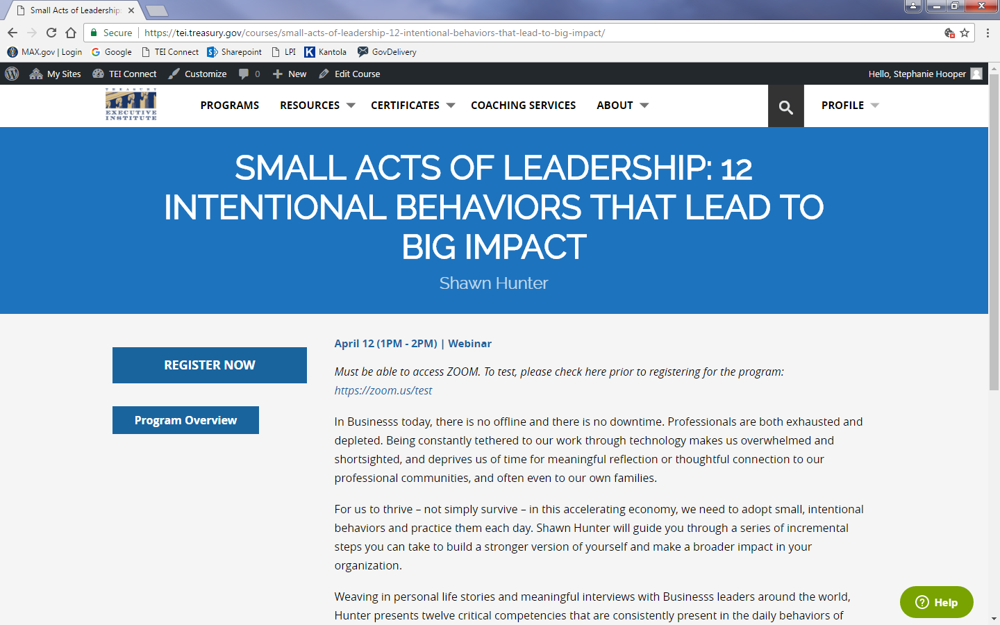 Small Acts of Leadership:
Secure https://tei.treasury.gov/courses/small-acts-of-leadership-12-intentional-behaviors-that-lead-to-big-impact/
MAX.gov | Login Google TEI Connect Sharepoint LPI Kantola GovDelivery
My Sites TEI Connect Customize 0 New Edit Course Hello, Stephanie Hooper
TREASURY
EXECUTIVE
INSTITUTE
PROGRAMS RESOURCES CERTIFICATES COACHING SERVICES ABOUT PROFILE
SMALL ACTS OF LEADERSHIP: 12
INTENTIONAL BEHAVIORS THAT LEAD TO
BIG IMPACT
Shawn Hunter
REGISTER NOW
Program Overview
April 12 (1PM - 2PM) | Webinar
Must be able to access ZOOM. To test, please check here prior to registering for the program:
https://zoom.us/test
In Businesss today, there is no offline and there is no downtime. Professionals are both exhausted and
depleted. Being constantly tethered to our work through technology makes us overwhelmed and
shortsighted, and deprives us of time for meaningful reflection or thoughtful connection to our
professional communities, and often even to our own families.
For us to thrive – not simply survive – in this accelerating economy, we need to adopt small, intentional
behaviors and practice them each day. Shawn Hunter will guide you through a series of incremental
steps you can take to build a stronger version of yourself and make a broader impact in your
organization.
Weaving in personal life stories and meaningful interviews with Businesss leaders around the world,
Hunter presents twelve critical competencies that are consistently present in the daily behaviors of
Help